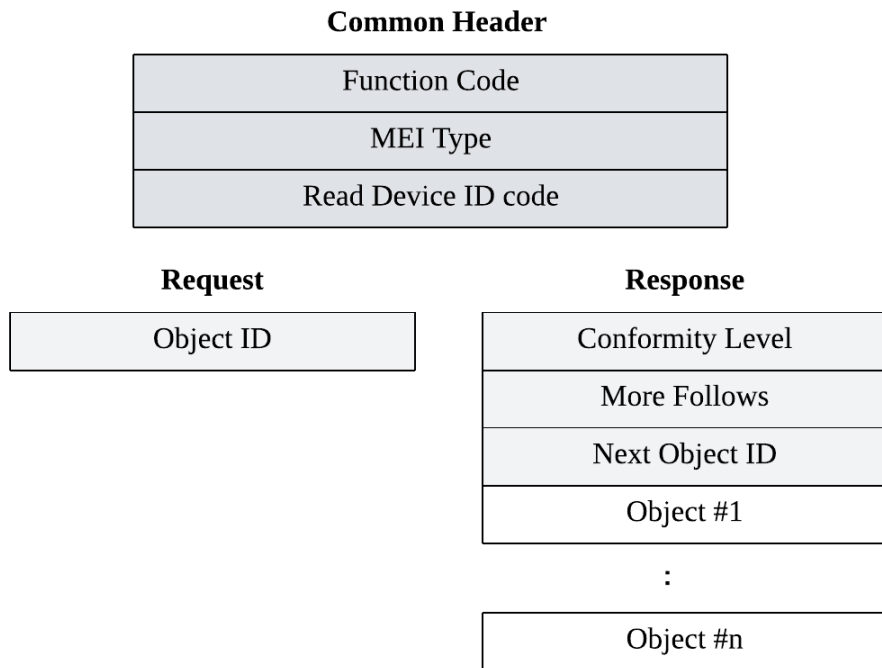 Common Header
Function Code
MEI Type
Read Device ID code
Request
Object ID
Response
Conformity Level
More Follows
Next Object ID
Object #1
:
Object #n